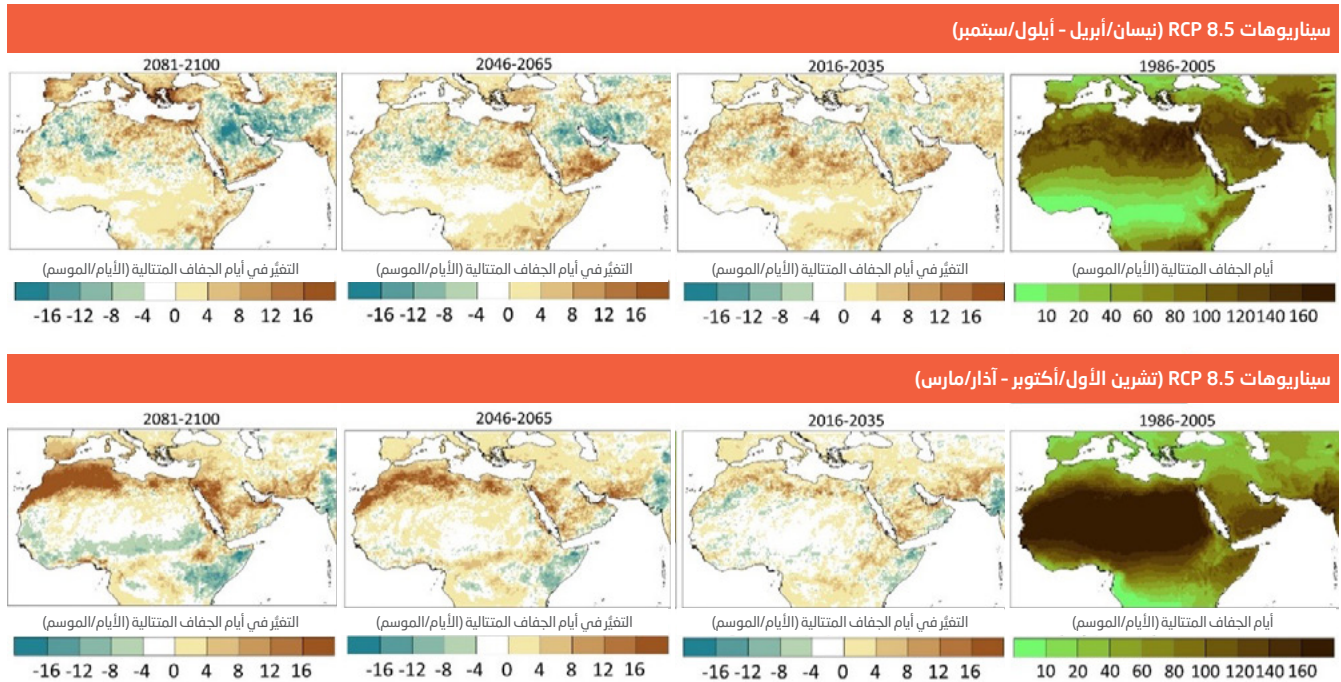 سيناريوهات RCP 8.5 (نيسان/أبريل - أيلول/سبتمبر)
1986-2005
2016-2035
2046-2065
2081-2100
أيام الجفاف المتتالية (الأيام/الموسم)
التغيُّر في أيام الجفاف المتتالية (الأيام/الموسم)
التغيُّر في أيام الجفاف المتتالية (الأيام/الموسم)
التغيُّر في أيام الجفاف المتتالية (الأيام/الموسم)
10 20 40 60 80 100 120 140 160
-16 -12 -8 -4 0 4 8 12 16
-16 -12 -8 -4 0 4 8 12 16
-16 -12 -8 -4 0 4 8 12 16
سيناريوهات RCP 8.5 (تشرين الأول/أكتوبر - آذار/مارس)
1986-2005
2016-2035
2046-2065
2081-2100
أيام الجفاف المتتالية (الأيام/الموسم)
التغيُّر في أيام الجفاف المتتالية (الأيام/الموسم)
التغيُّر في أيام الجفاف المتتالية (الأيام/الموسم)
التغيُّر في أيام الجفاف المتتالية (الأيام/الموسم)
10 20 40 60 80 100 120 140 160
-16 -12 -8 -4 0 4 8 12 16
-16 -12 -8 -4 0 4 8 12 16
-16 -12 -8 -4 0 4 8 12 16